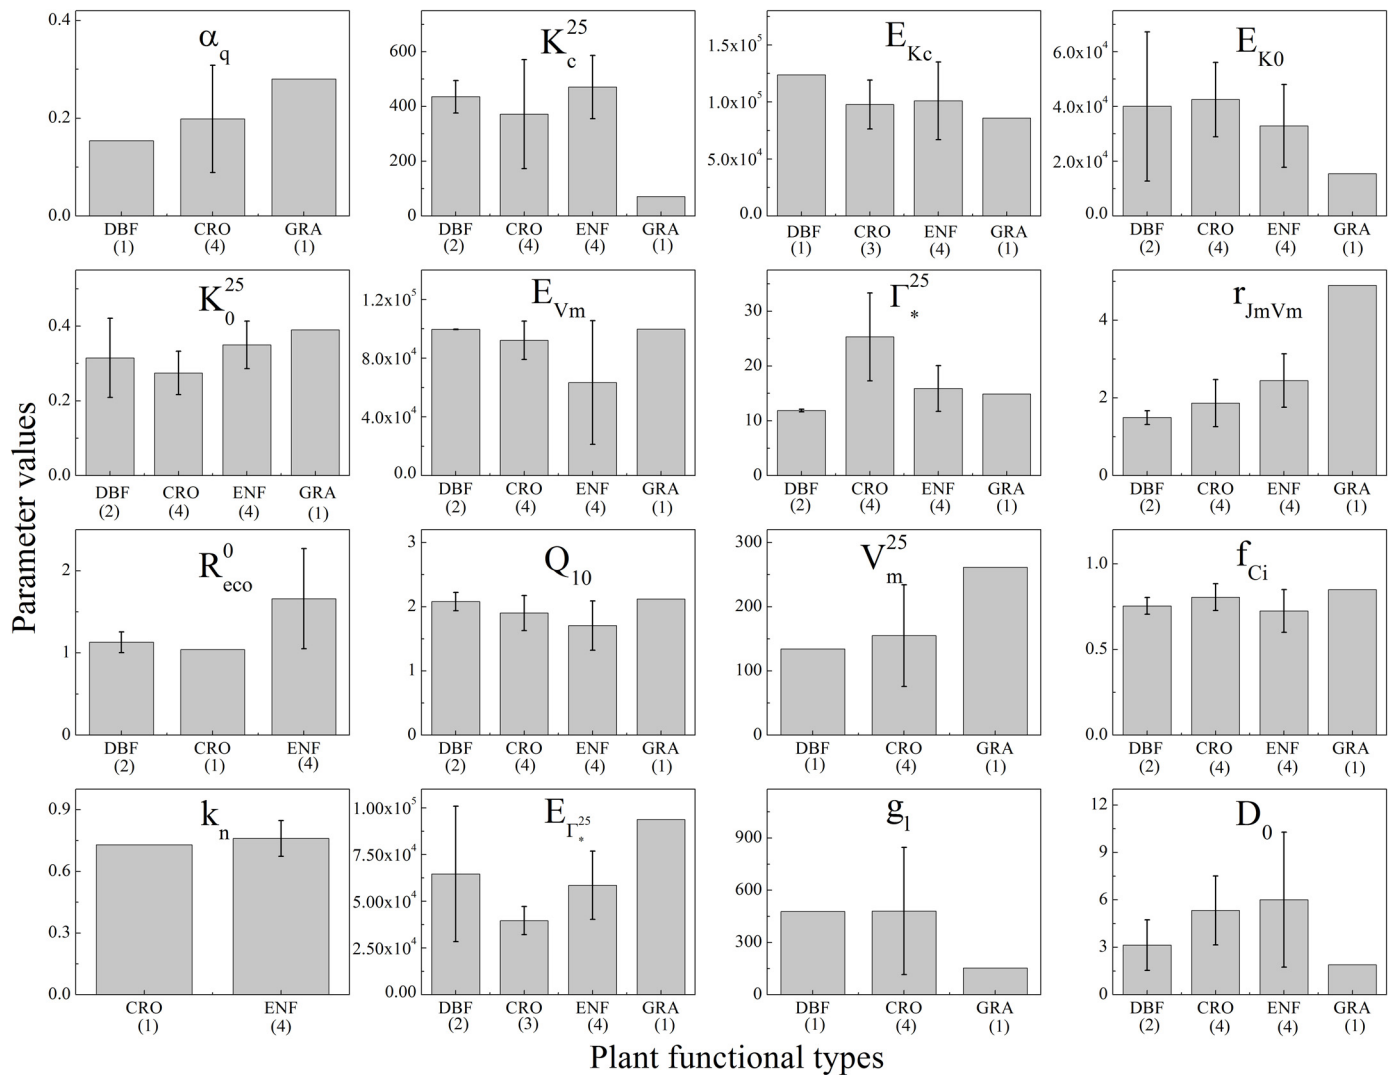 Parameter values
α_q
0.4
0.2
0.0
DBF CRO GRA
(1) (4) (1)
K_c^25
600
400
200
0
DBF CRO ENF GRA
(2) (4) (4) (1)
E_Kc
1.5x10^5
1.0x10^5
5.0x10^4
0.0
DBF CRO ENF GRA
(1) (3) (4) (1)
E_K0
6.0x10^4
4.0x10^4
2.0x10^4
0.0
DBF CRO ENF GRA
(2) (4) (4) (1)
K_0^25
0.4
0.2
0.0
DBF CRO ENF GRA
(2) (4) (4) (1)
E_Vm
1.2x10^5
8.0x10^4
4.0x10^4
0.0
DBF CRO ENF GRA
(2) (4) (4) (1)
Γ_*^25
30
20
10
0
DBF CRO ENF GRA
(2) (4) (4) (1)
r_JmVm
4
2
0
DBF CRO ENF GRA
(2) (4) (4) (1)
R_eco^0
2
1
0
DBF CRO ENF
(2) (1) (4)
Q_10
3
2
1
0
DBF CRO ENF GRA
(2) (4) (4) (1)
V_m^25
300
200
100
0
DBF CRO GRA
(1) (4) (1)
f_Ci
1.0
0.5
0.0
DBF CRO ENF GRA
(2) (4) (4) (1)
k_n
0.9
0.6
0.3
0.0
CRO ENF
(1) (4)
E_Γ_*^25
1.00x10^5
7.50x10^4
5.00x10^4
2.50x10^4
0.00
DBF CRO ENF GRA
(2) (3) (4) (1)
g_l
900
600
300
0
DBF CRO GRA
(1) (4) (1)
D_0
12
9
6
3
0
DBF CRO ENF GRA
(2) (4) (4) (1)
Plant functional types